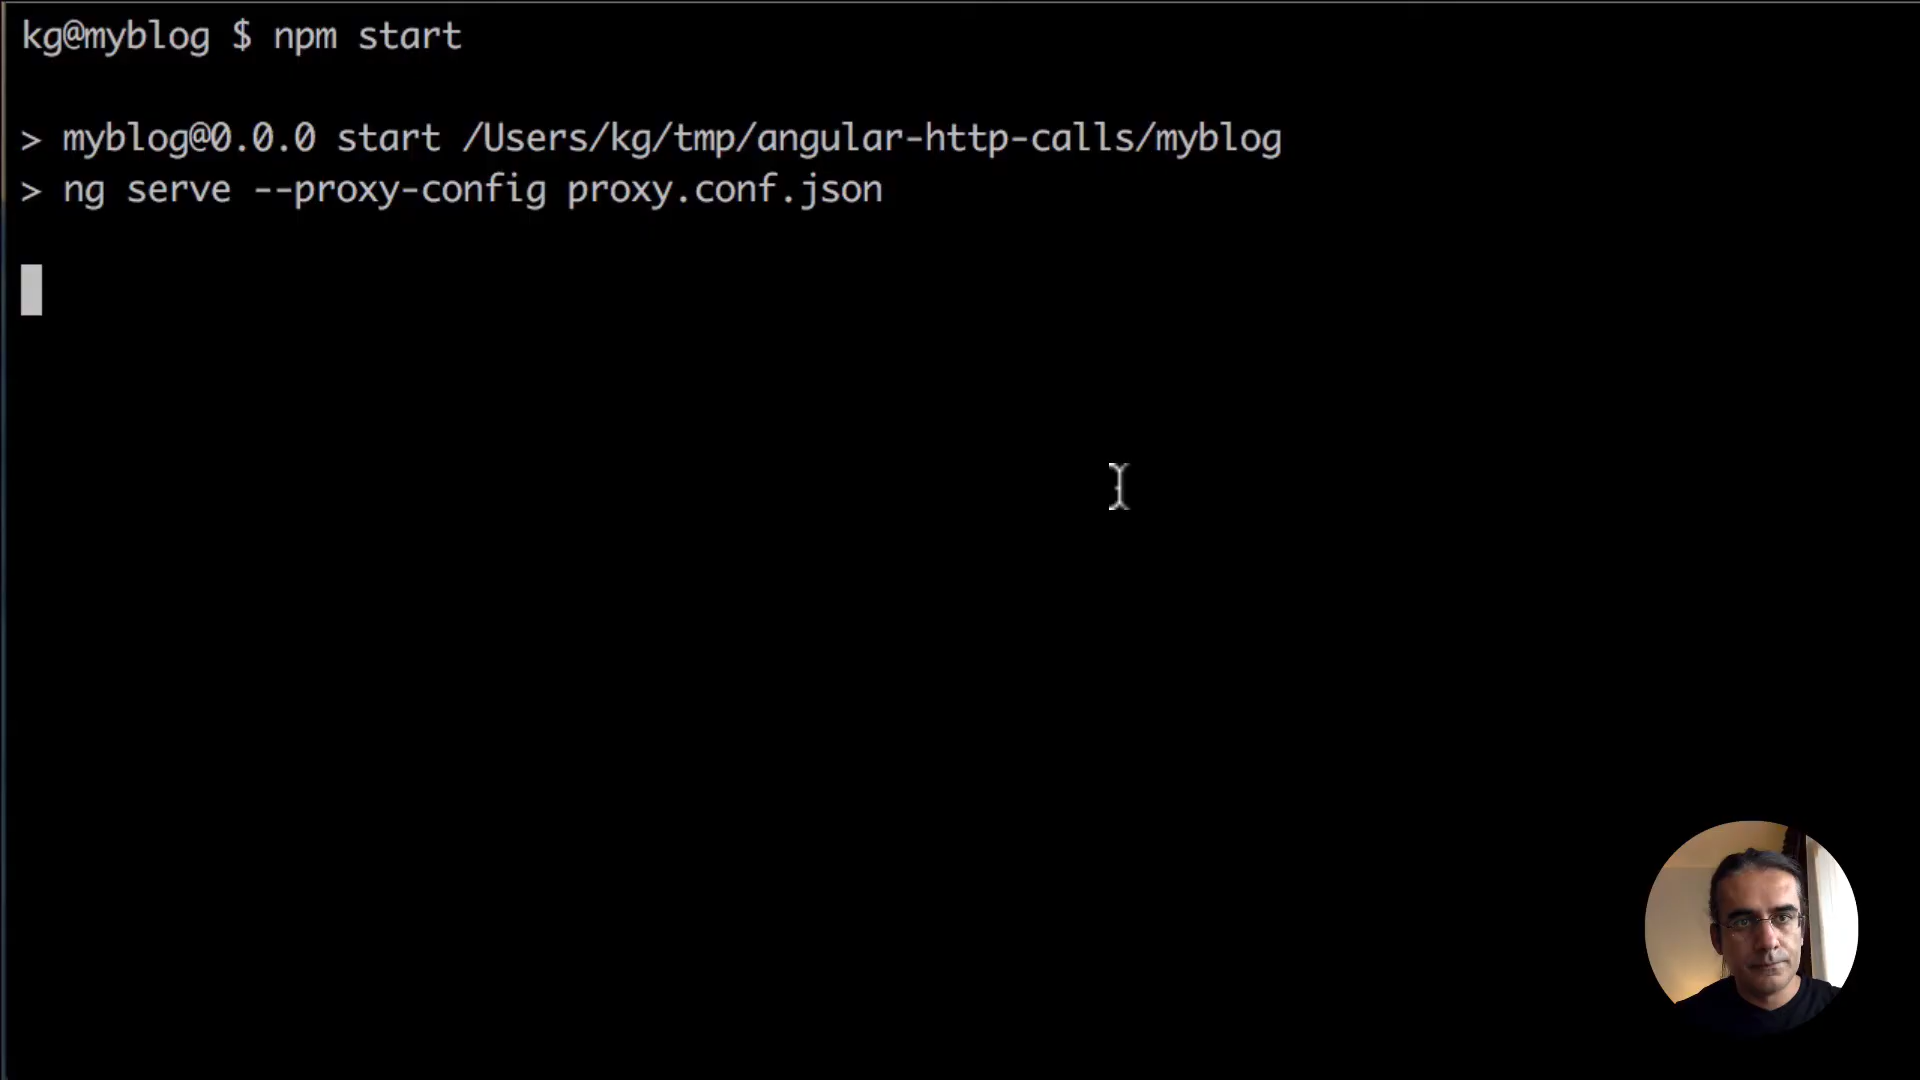 kg@myblog $ npm start
> myblog@0.0.0 start /Users/kg/tmp/angular-http-calls/myblog
> ng serve --proxy-config proxy.conf.json